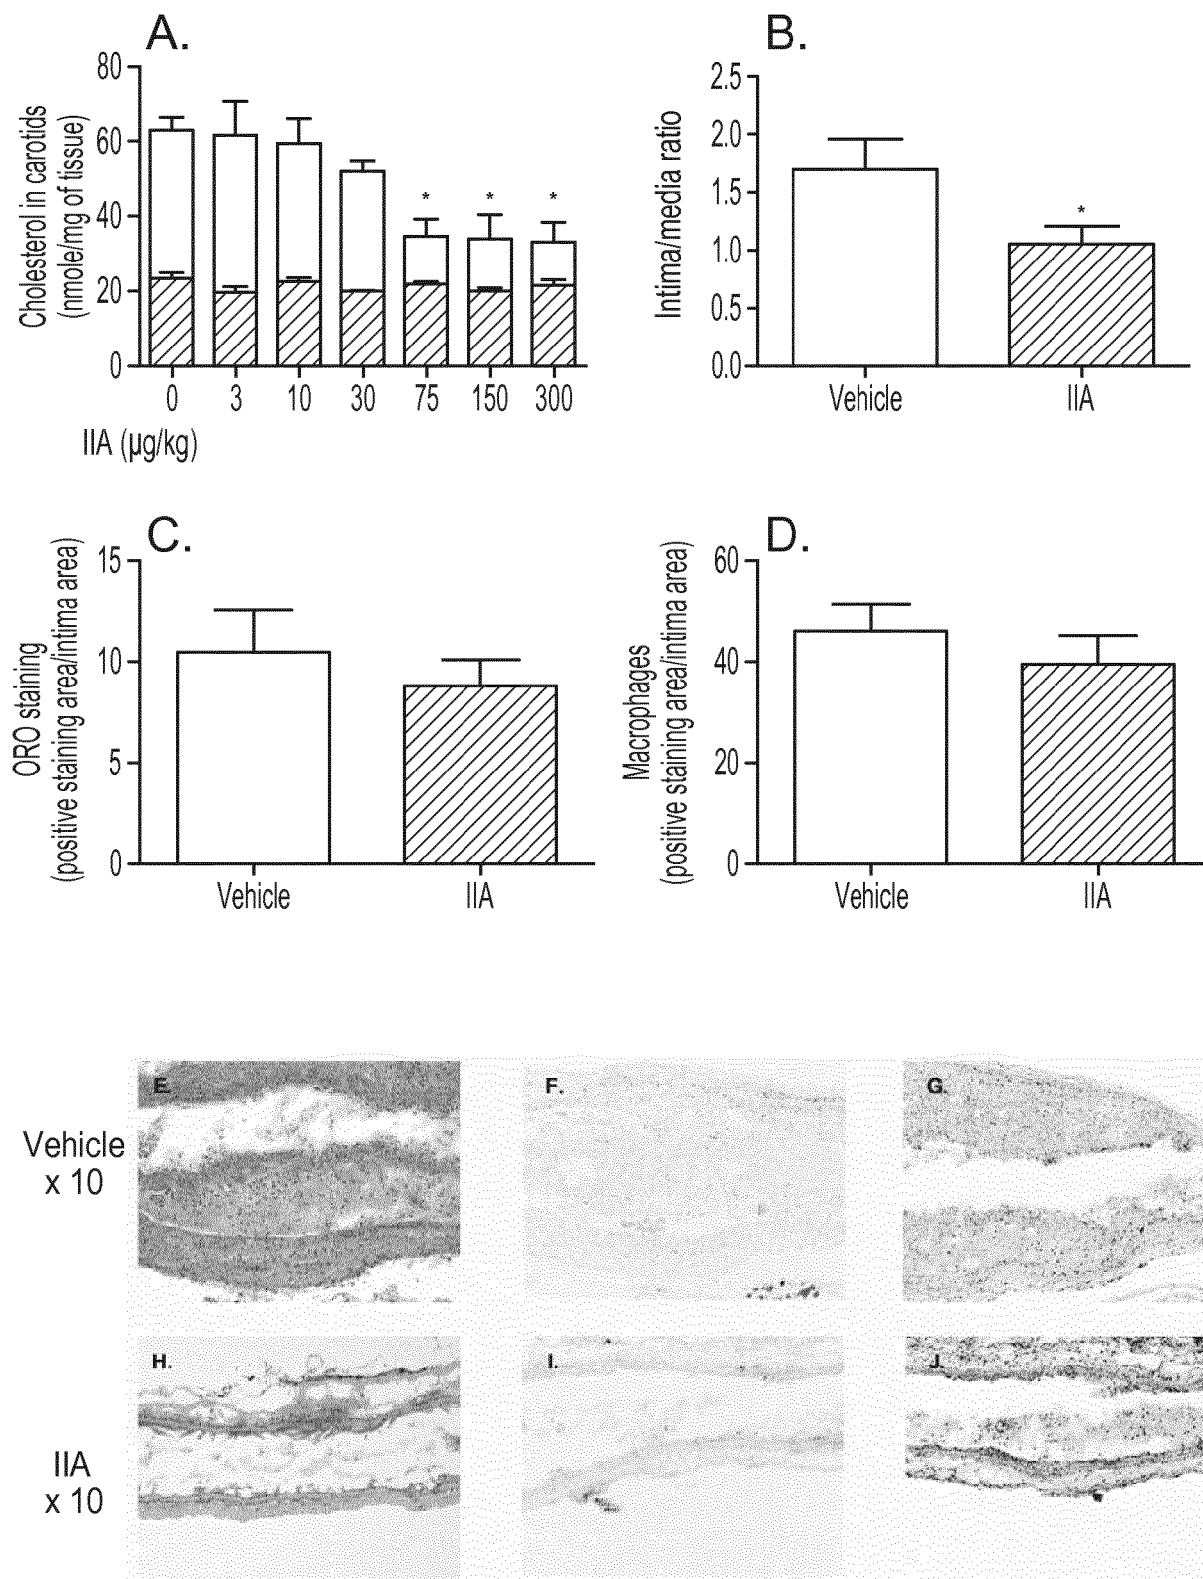 A.
Cholesterol in carotids
(nmole/mg of tissue)
80
60
40
20
0
* * *
0 3 10 30 75 150 300
IIA (µg/kg)
B.
Intima/media ratio
2.5
2.0
1.5
1.0
0.5
0.0
*
Vehicle IIA
C.
ORO staining
(positive staining area/intima area)
15
10
5
0
Vehicle IIA
D.
Macrophages
(positive staining area/intima area)
60
40
20
0
Vehicle IIA
Vehicle
x 10
E. F. G.
IIA
x 10
H. I. J.